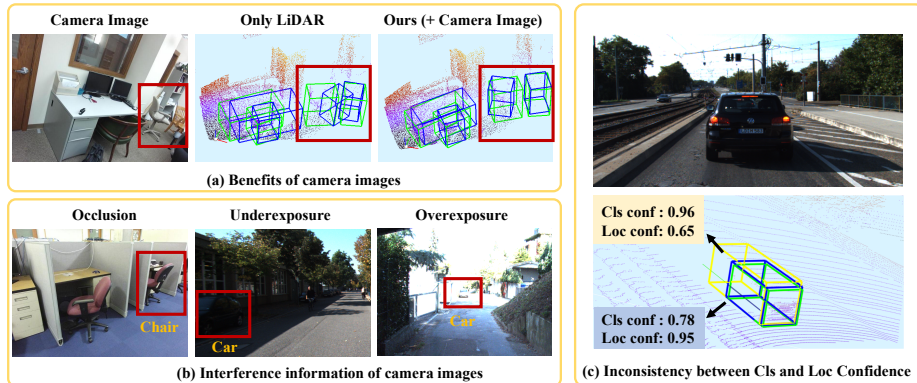 Camera Image
Only LiDAR
Ours (+ Camera Image)
(a) Benefits of camera images
Occlusion
Underexposure
Overexposure
Chair
Car
Car
(b) Interference information of camera images
Cls conf : 0.96
Loc conf: 0.65
Cls conf : 0.78
Loc conf: 0.95
(c) Inconsistency between Cls and Loc Confidence